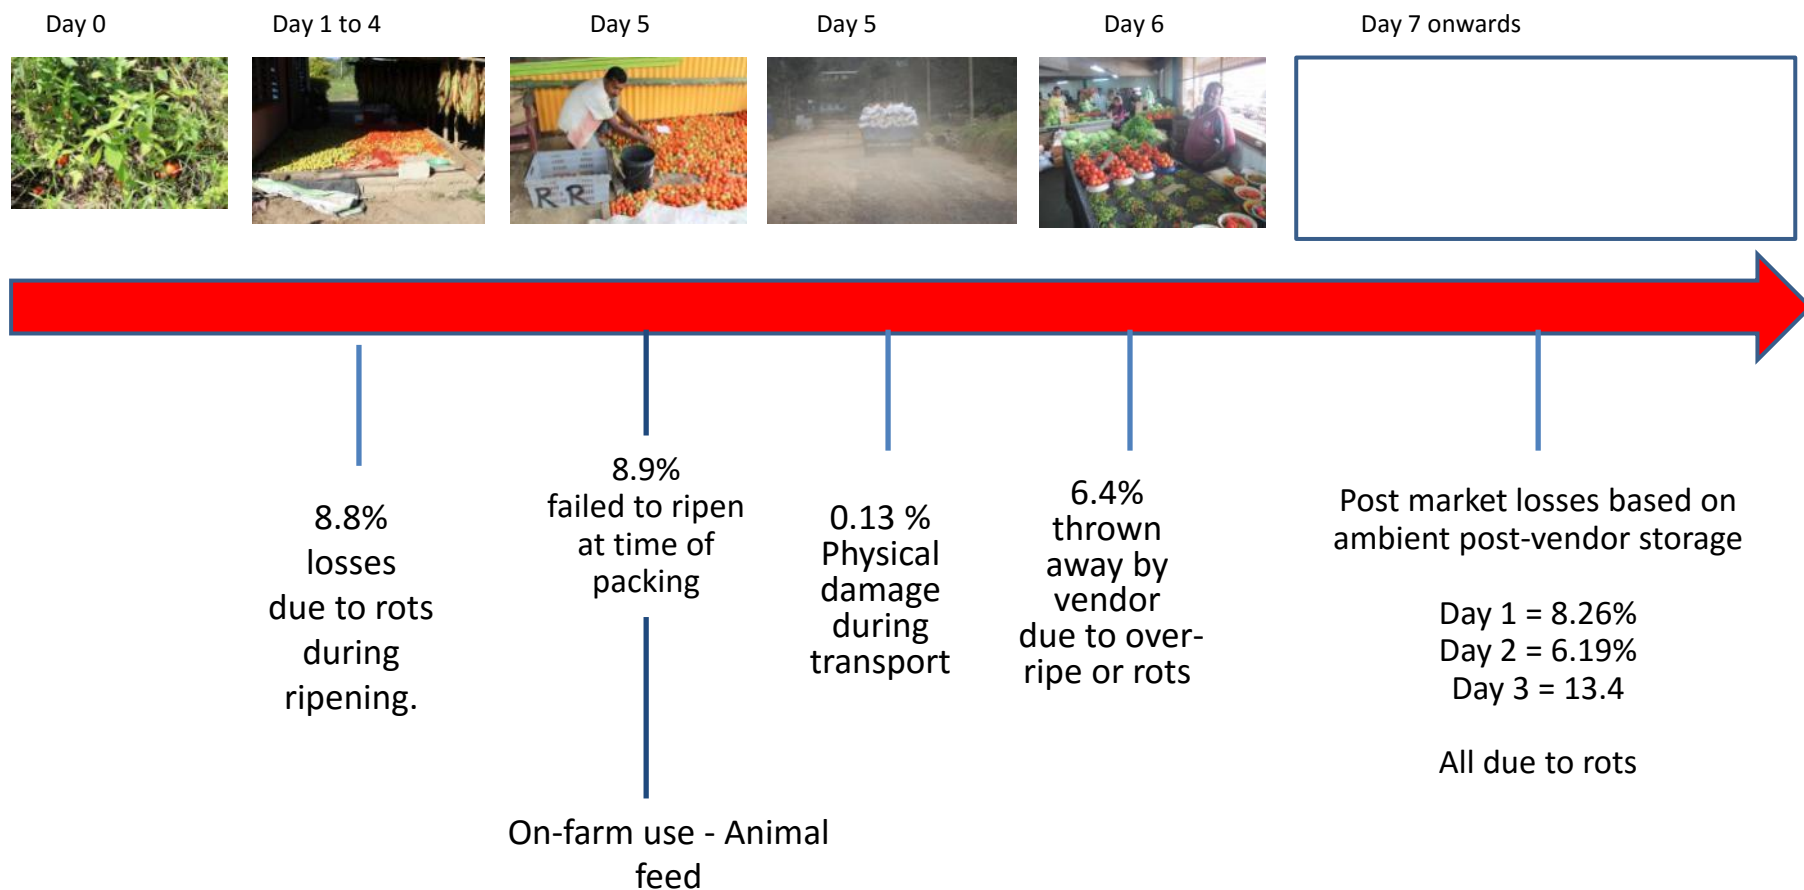 Day 0
Day 1 to 4
Day 5
Day 5
Day 6
Day 7 onwards
R R
8.8%
losses
due to rots
during
ripening.
8.9%
failed to ripen
at time of
packing
On-farm use - Animal
feed
0.13 %
Physical
damage
during
transport
6.4%
thrown
away by
vendor
due to over-
ripe or rots
Post market losses based on
ambient post-vendor storage
Day 1 = 8.26%
Day 2 = 6.19%
Day 3 = 13.4
All due to rots